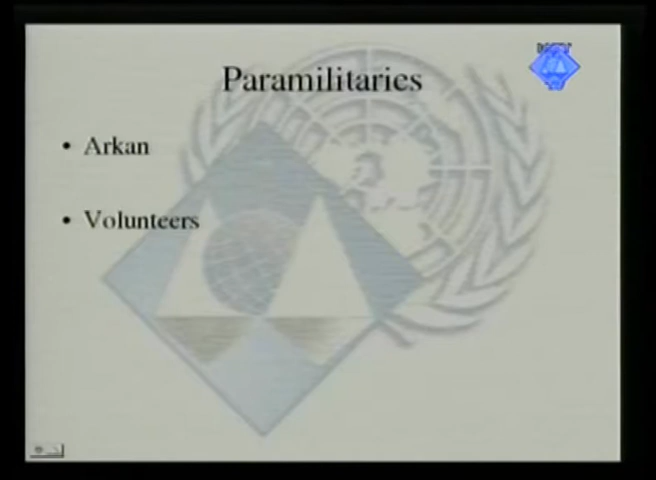 Paramilitaries
• Arkan
• Volunteers